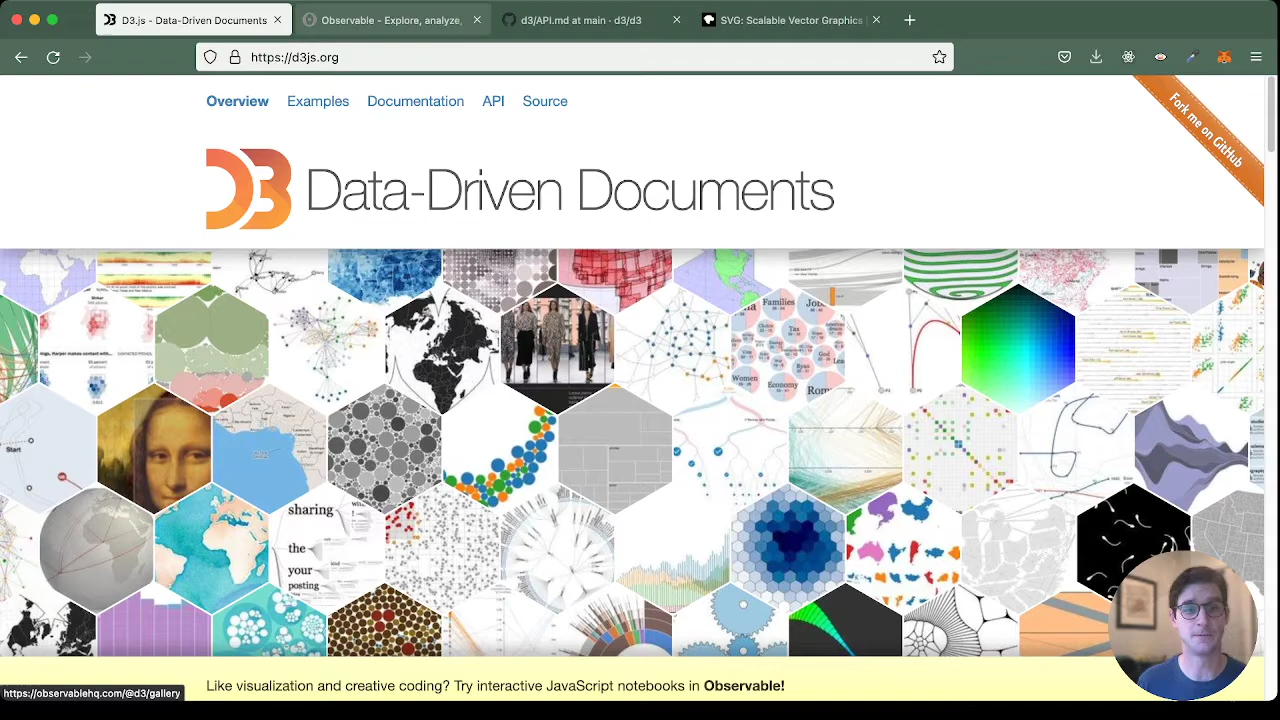 D3.js - Data-Driven Documents
Observable - Explore, analyze,
d3/API.md at main · d3/d3
SVG: Scalable Vector Graphics
https://d3js.org
Overview
Examples
Documentation
API
Source
Fork me on GitHub
D3
Data-Driven Documents
Families
Tax
Women
Economy
Start
sharing
the
your
posting
Like visualization and creative coding? Try interactive JavaScript notebooks in Observable!
https://observablehq.com/@d3/gallery